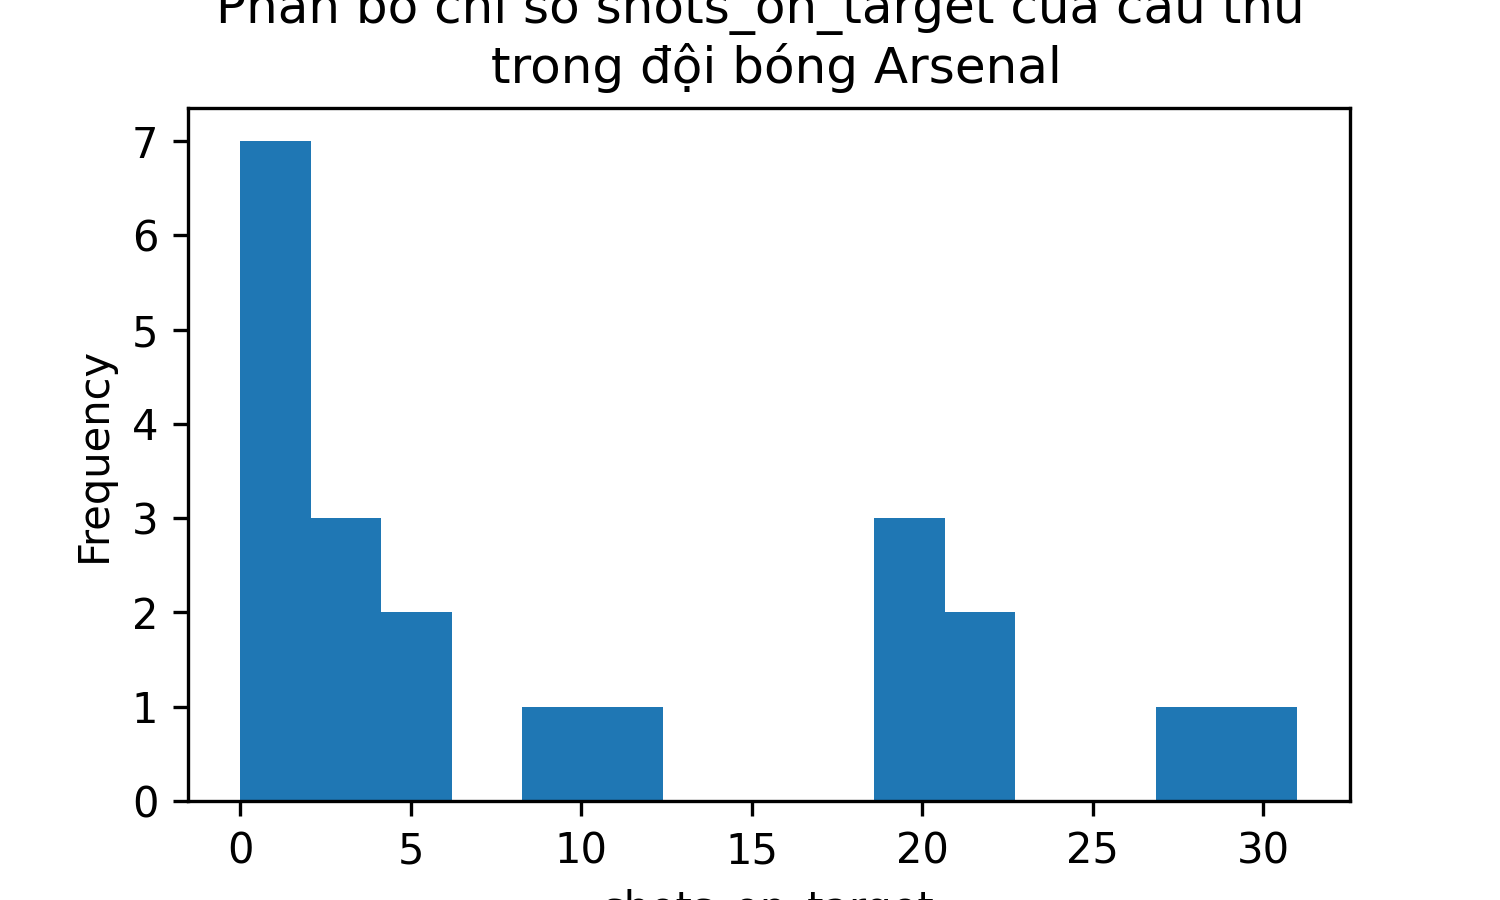 Phân bố chỉ số shots_on_target của cầu thủ
trong đội bóng Arsenal
7
6
5
4
3
2
1
0
Frequency
0 5 10 15 20 25 30
shots_on_target